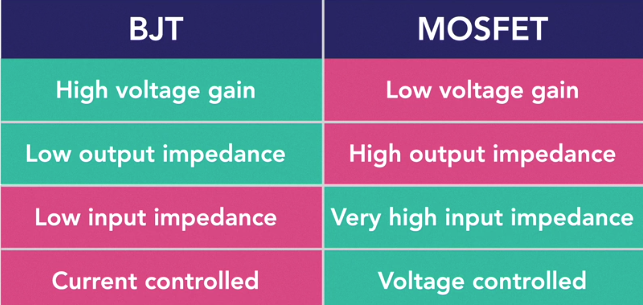 BJT MOSFET
High voltage gain Low voltage gain
Low output impedance High output impedance
Low input impedance Very high input impedance
Current controlled Voltage controlled